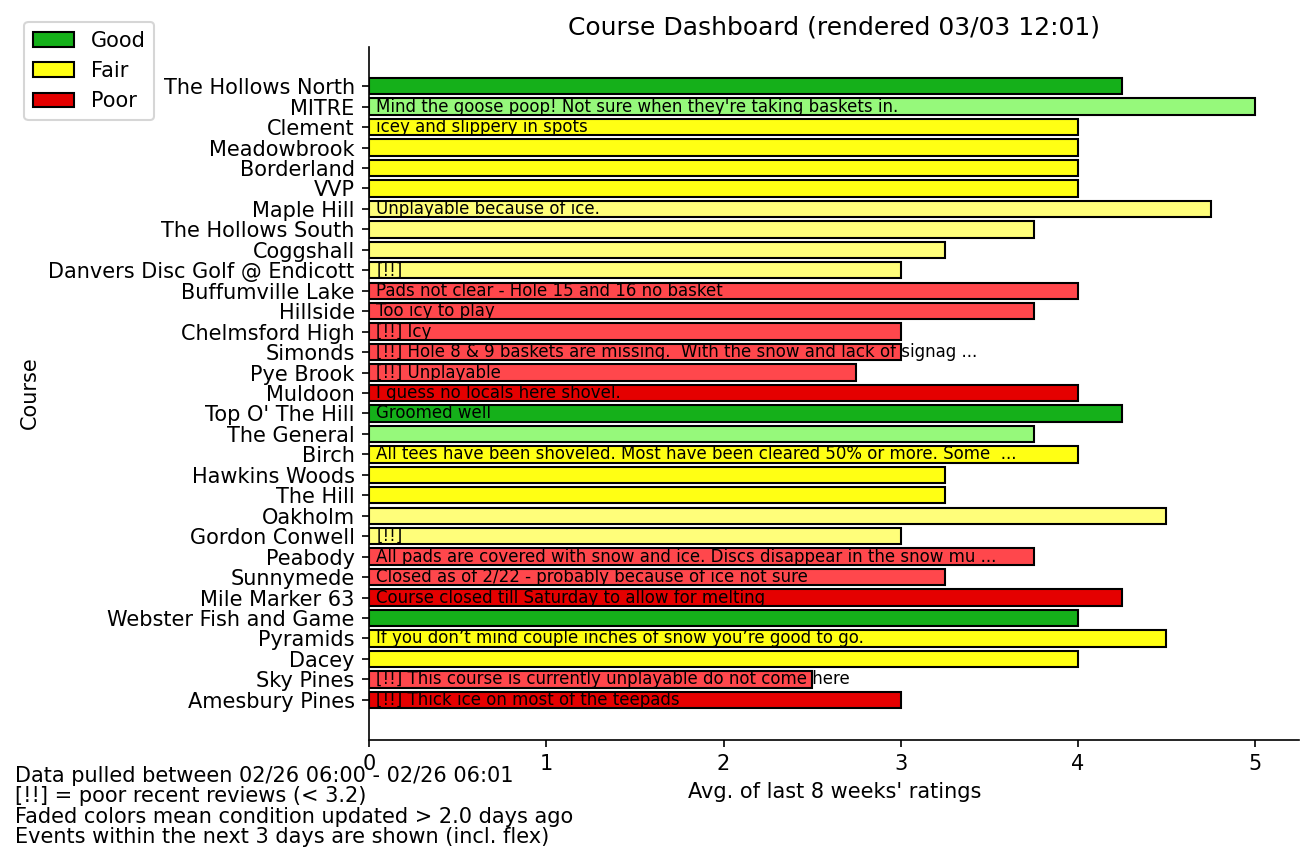 Course Dashboard (rendered 03/03 12:01)
Good
Fair
Poor
Course
The Hollows North
MITRE Mind the goose poop! Not sure when they're taking baskets in.
Clement icey and slippery in spots
Meadowbrook
Borderland
VVP
Maple Hill Unplayable because of ice.
The Hollows South
Coggshall
Danvers Disc Golf @ Endicott [!!]
Buffumville Lake Pads not clear - Hole 15 and 16 no basket
Hillside Too icy to play
Chelmsford High [!!] Icy
Simonds [!!] Hole 8 & 9 baskets are missing.  With the snow and lack of signag ...
Pye Brook [!!] Unplayable
Muldoon I guess no locals here shovel.
Top O' The Hill Groomed well
The General
Birch All tees have been shoveled. Most have been cleared 50% or more. Some  ...
Hawkins Woods
The Hill
Oakholm
Gordon Conwell [!!]
Peabody All pads are covered with snow and ice. Discs disappear in the snow mu ...
Sunnymede Closed as of 2/22 - probably because of ice not sure
Mile Marker 63 Course closed till Saturday to allow for melting
Webster Fish and Game
Pyramids If you don’t mind couple inches of snow you’re good to go.
Dacey
Sky Pines [!!] This course is currently unplayable do not come here
Amesbury Pines [!!] Thick ice on most of the teepads
0 1 2 3 4 5
Avg. of last 8 weeks' ratings
Data pulled between 02/26 06:00 - 02/26 06:01
[!!] = poor recent reviews (< 3.2)
Faded colors mean condition updated > 2.0 days ago
Events within the next 3 days are shown (incl. flex)